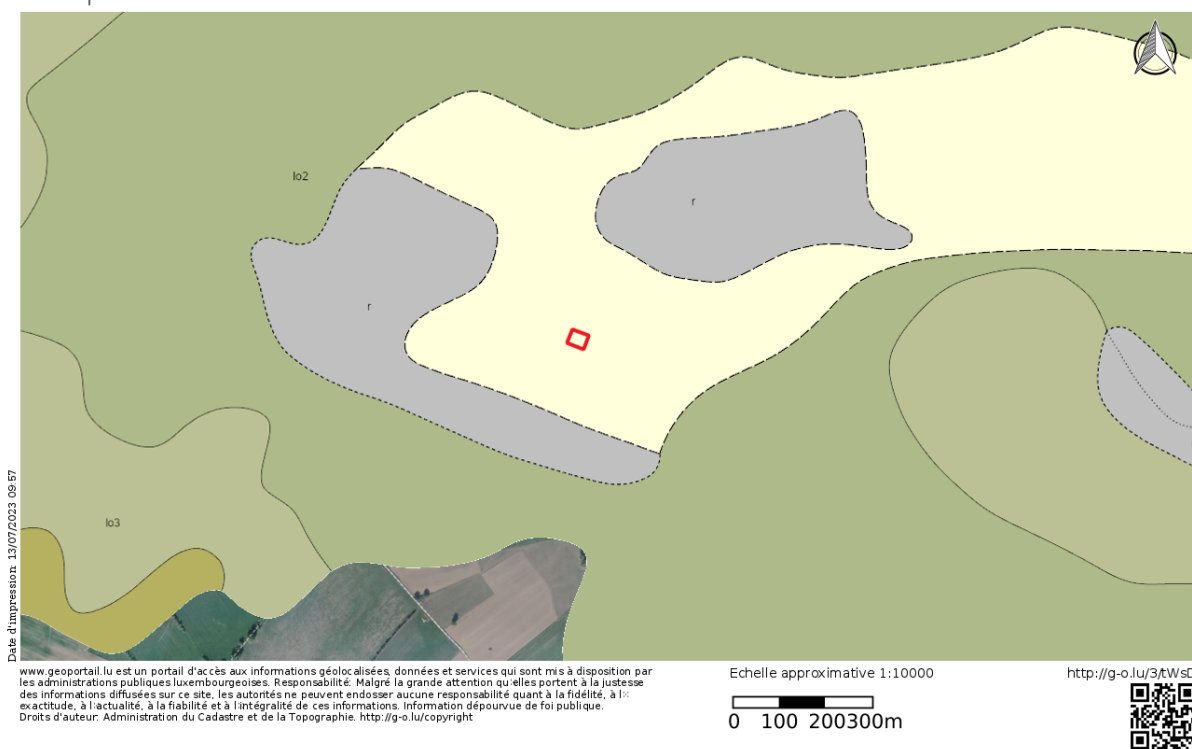 lo2
r
r
lo3
Date d'impression: 13/07/2023 09:57
www.geoportail.lu est un portail d'accès aux informations géolocalisées, données et services qui sont mis à disposition par
les administrations publiques luxembourgeoises. Responsabilité: Malgré la grande attention qu'elles portent à la justesse
des informations diffusées sur ce site, les autorités ne peuvent endosser aucune responsabilité quant à la fidélité, à l'
exactitude, à l'actualité, à la fiabilité et à l'intégralité de ces informations. Information dépourvue de foi publique.
Droits d'auteur: Administration du Cadastre et de la Topographie. http://g-o.lu/copyright
Echelle approximative 1:10000
0 100 200300m
http://g-o.lu/3/tWsD